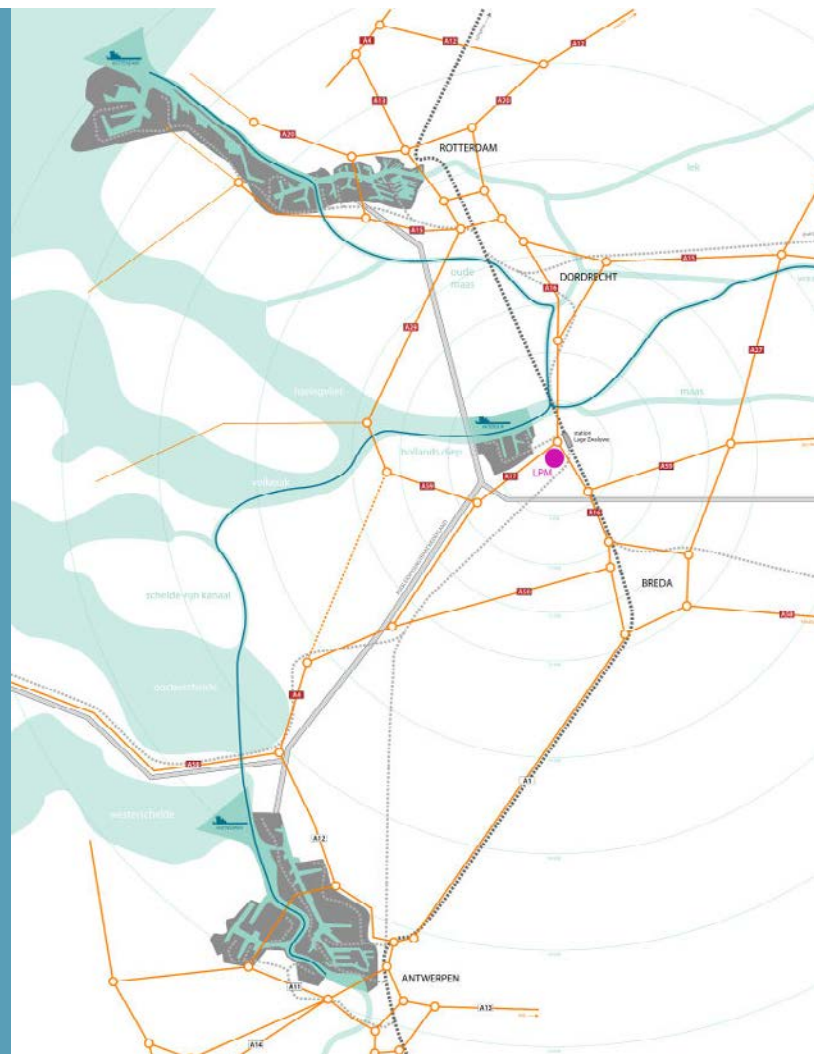 A4
A12
A12
A13
A20
A20
ROTTERDAM
lek
A15
oude
maas
DORDRECHT
A15
A16
A29
A27
haringvliet
maas
hollands diep
station
Lage Zwaluwe
LPM
A17
A59
A59
volkerak
A16
BREDA
A58
A58
schelde rijn kanaal
oosterschelde
A4
A58
A1
westerschelde
A12
ANTWERPEN
A11
A13
A14